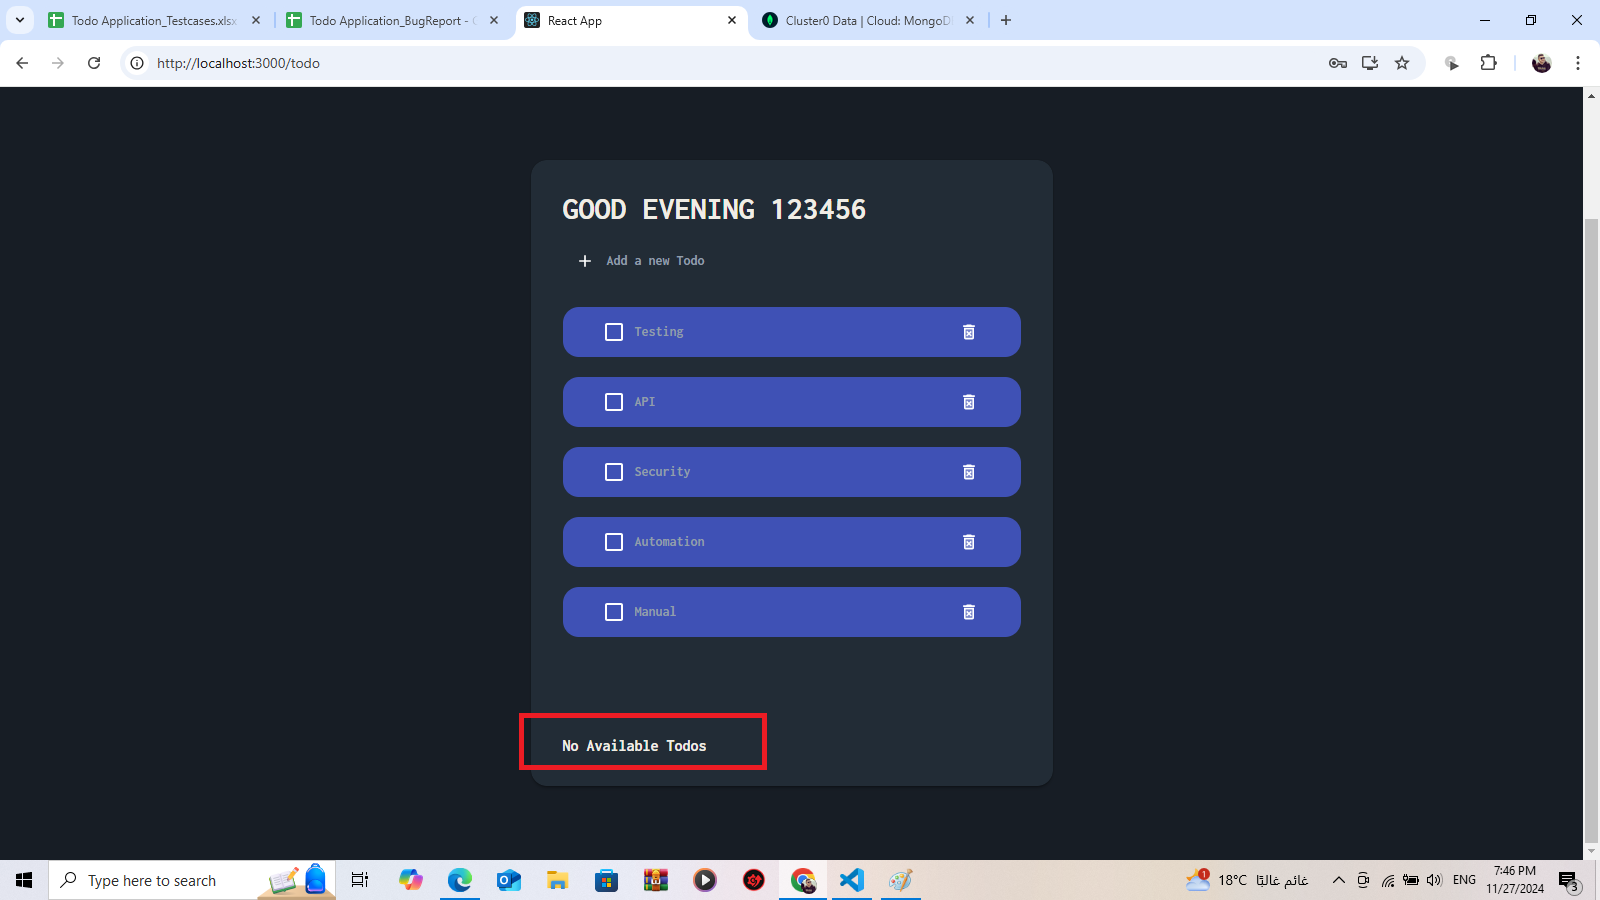 Todo Application_Testcases.xlsx
Todo Application_BugReport -
React App
Cluster0 Data | Cloud: MongoD
http://localhost:3000/todo
GOOD EVENING 123456
Add a new Todo
Testing
API
Security
Automation
Manual
No Available Todos
Type here to search
1
18°C
غائم غالبًا
ENG
7:46 PM
11/27/2024
3